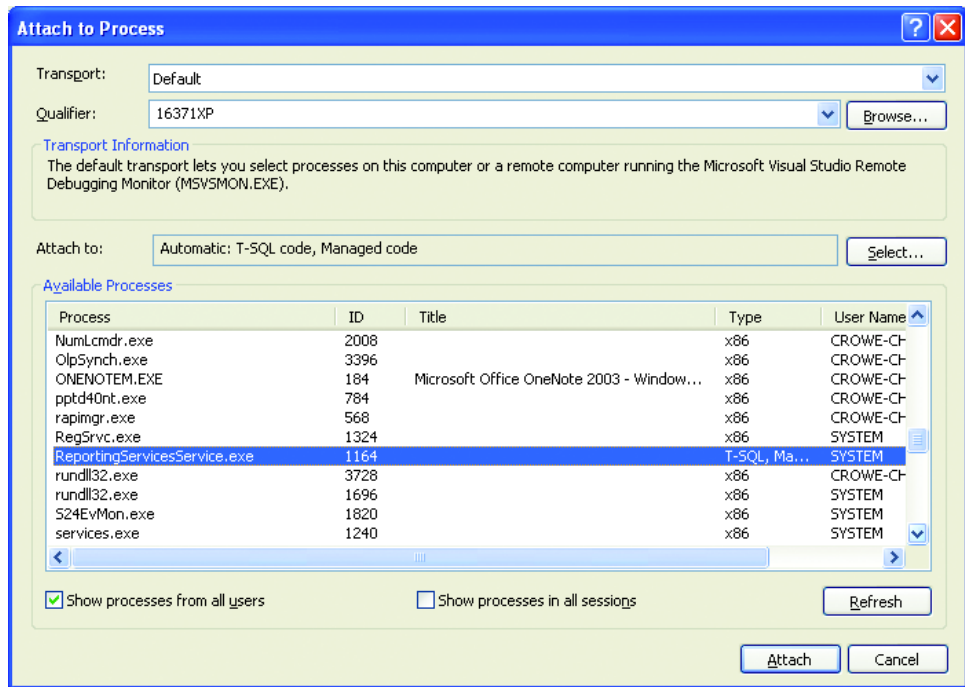 Attach to Process
Transport: Default
Qualifier: 16371XP Browse...
Transport Information
The default transport lets you select processes on this computer or a remote computer running the Microsoft Visual Studio Remote
Debugging Monitor (MSVSMON.EXE).
Attach to: Automatic: T-SQL code, Managed code Select...
Available Processes
Process ID Title Type User Name
NumLcmdr.exe 2008 x86 CROWE-CH
OlpSynch.exe 3396 x86 CROWE-CH
ONENOTEM.EXE 184 Microsoft Office OneNote 2003 - Window... x86 CROWE-CH
pptd40nt.exe 784 x86 CROWE-CH
rapimgr.exe 568 x86 CROWE-CH
RegSrvc.exe 1324 x86 SYSTEM
ReportingServicesService.exe 1164 T-SQL, Ma... SYSTEM
rundll32.exe 3728 x86 CROWE-CH
rundll32.exe 1696 x86 SYSTEM
S24EvMon.exe 1820 x86 SYSTEM
services.exe 1240 x86 SYSTEM
Show processes from all users Show processes in all sessions Refresh
Attach Cancel